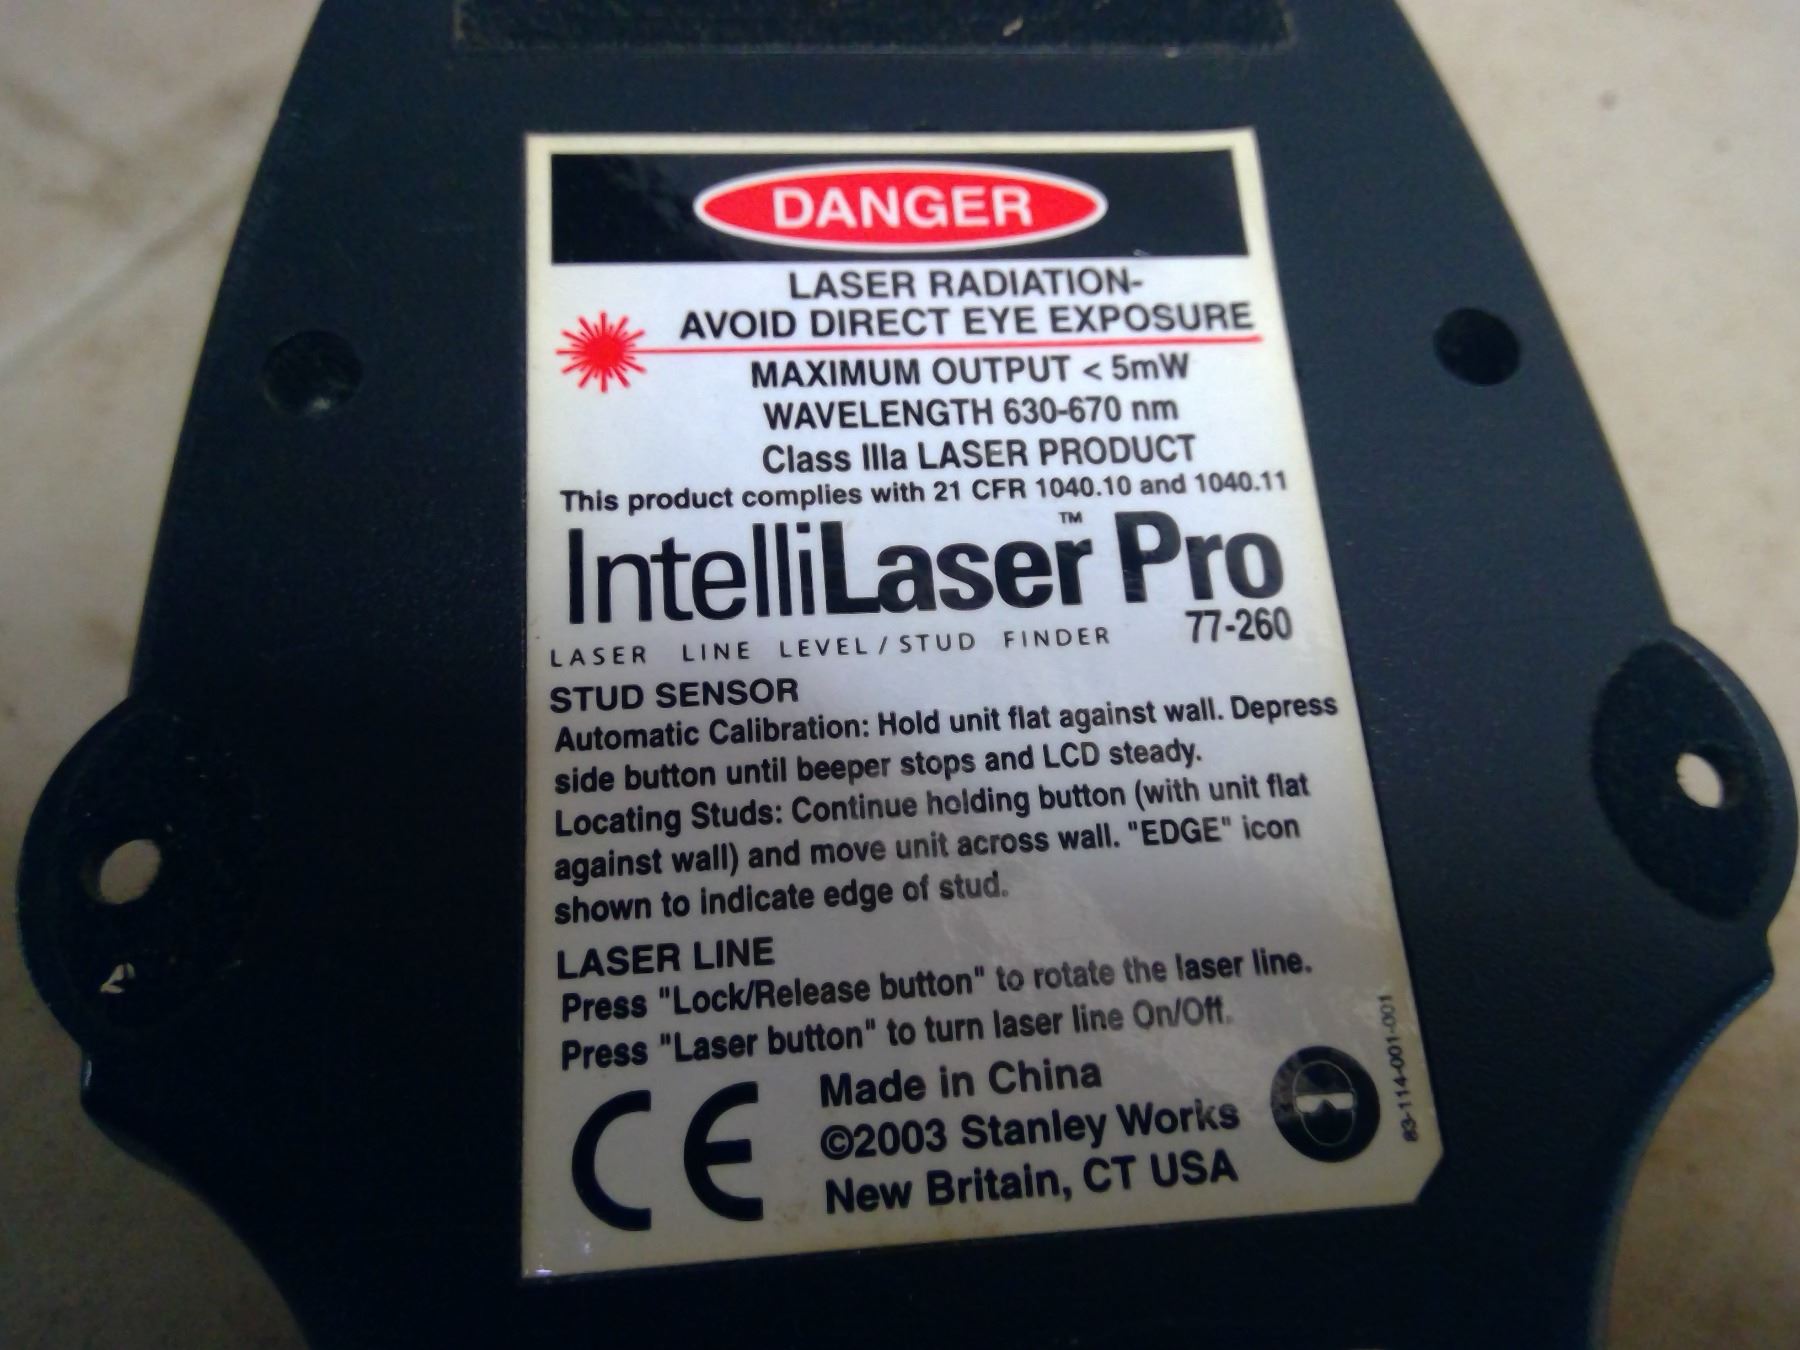 DANGER
LASER RADIATION-
AVOID DIRECT EYE EXPOSURE
MAXIMUM OUTPUT < 5mW
WAVELENGTH 630-670 nm
Class IIIa LASER PRODUCT
This product complies with 21 CFR 1040.10 and 1040.11
IntelliLaser™ Pro
77-260
LASER LINE LEVEL/STUD FINDER
STUD SENSOR
Automatic Calibration: Hold unit flat against wall. Depress
side button until beeper stops and LCD steady.
Locating Studs: Continue holding button (with unit flat
against wall) and move unit across wall. "EDGE" icon
shown to indicate edge of stud.
LASER LINE
Press "Lock/Release button" to rotate the laser line.
Press "Laser button" to turn laser line On/Off.
CE
Made in China
©2003 Stanley Works
New Britain, CT USA
83-114-001-001